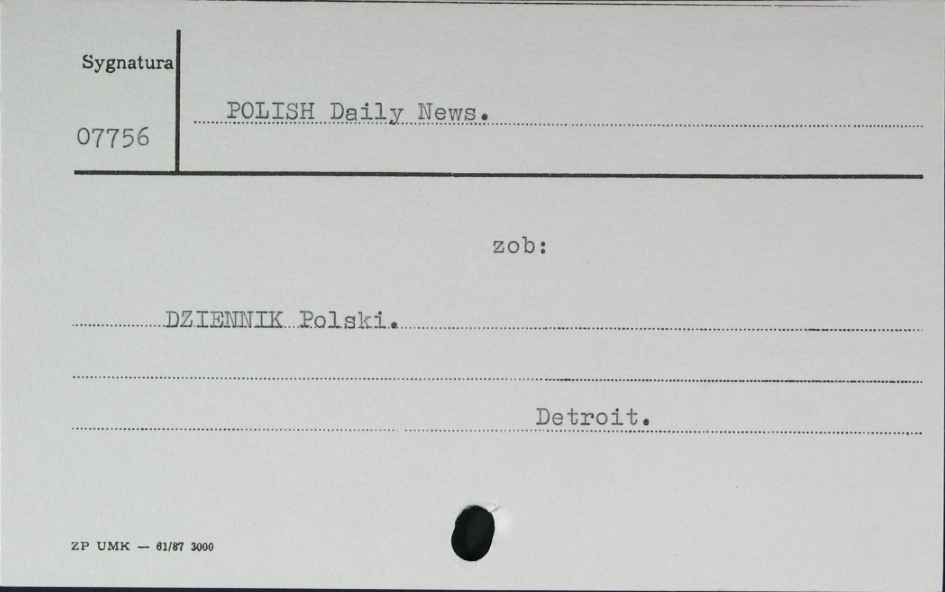 Sygnatura
POLISH Daily News.
07756
zob:
DZIENNIK Polski.
Detroit.
ZP UMK — 61/87 3000